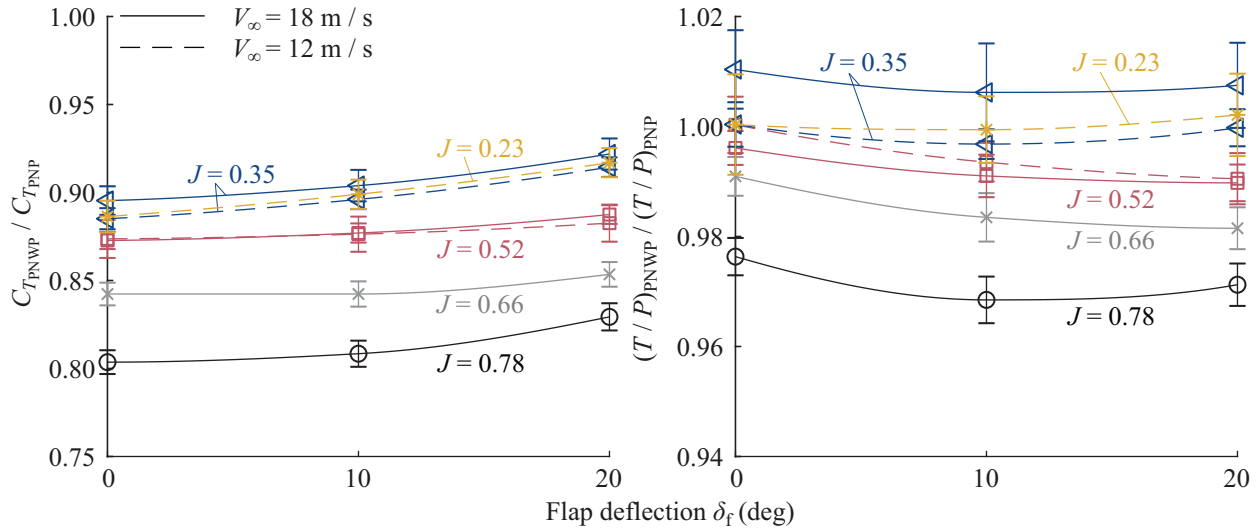 V∞ = 18 m / s
V∞ = 12 m / s
1.00
0.95
0.90
0.85
0.80
0.75
C_T_PNWP / C_T_PNP
J = 0.35
J = 0.23
J = 0.52
J = 0.66
J = 0.78
0
10
20
1.02
1.00
0.98
0.96
0.94
(T / P)PNWP / (T / P)PNP
J = 0.35
J = 0.23
J = 0.52
J = 0.66
J = 0.78
0
10
20
Flap deflection δf (deg)